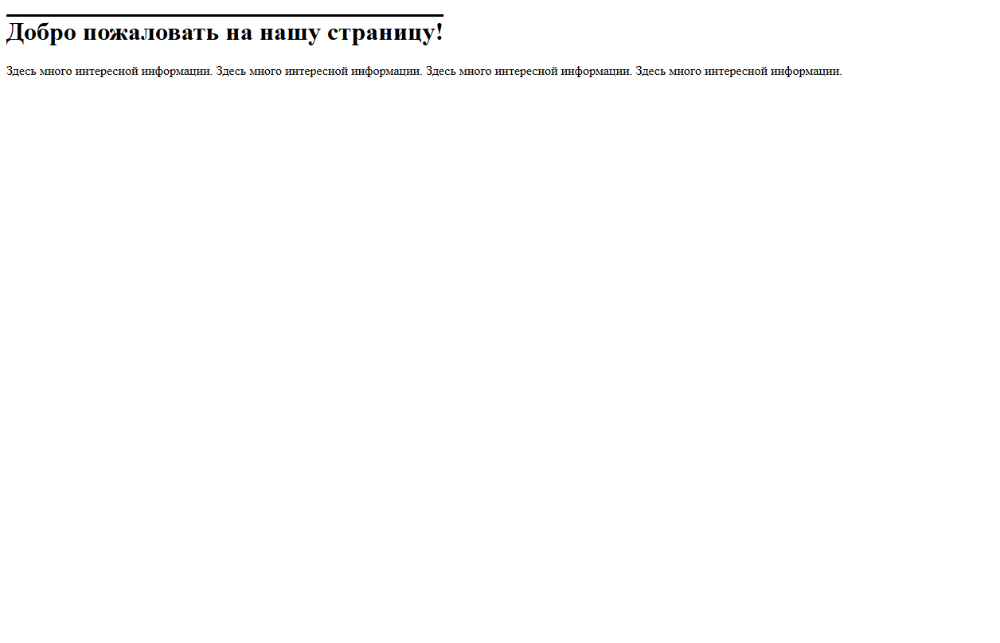 Добро пожаловать на нашу страницу!
Здесь много интересной информации. Здесь много интересной информации. Здесь много интересной информации. Здесь много интересной информации.